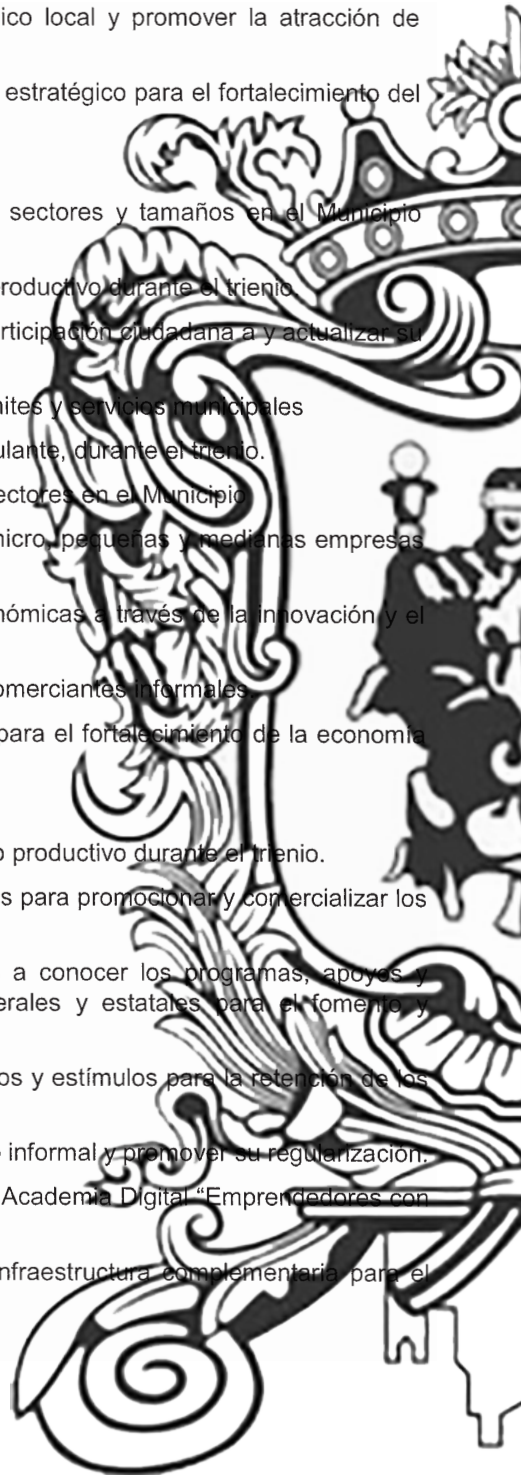 ico local y promover la atracción de
estratégico para el fortalecimiento del
sectores y tamaños en el Municipio
roductivo durante el trienio
rticipación ciudadana a y actualizar su
nites y servicios municipales
ulante, durante el trienio.
ectores en el Municipio
nicro, pequeñas y medianas empresas
nómicas a través de la innovación y el
omerciantes informales.
para el fortalecimiento de la economía
o productivo durante el trienio.
s para promocionar y comercializar los
a conocer los programas, apoyos y
erales y estatales para el fomento y
os y estímulos para la retención de los
o informal y promover su regularización.
Academia Digital “Emprendedores con
nfraestructura complementaria para el